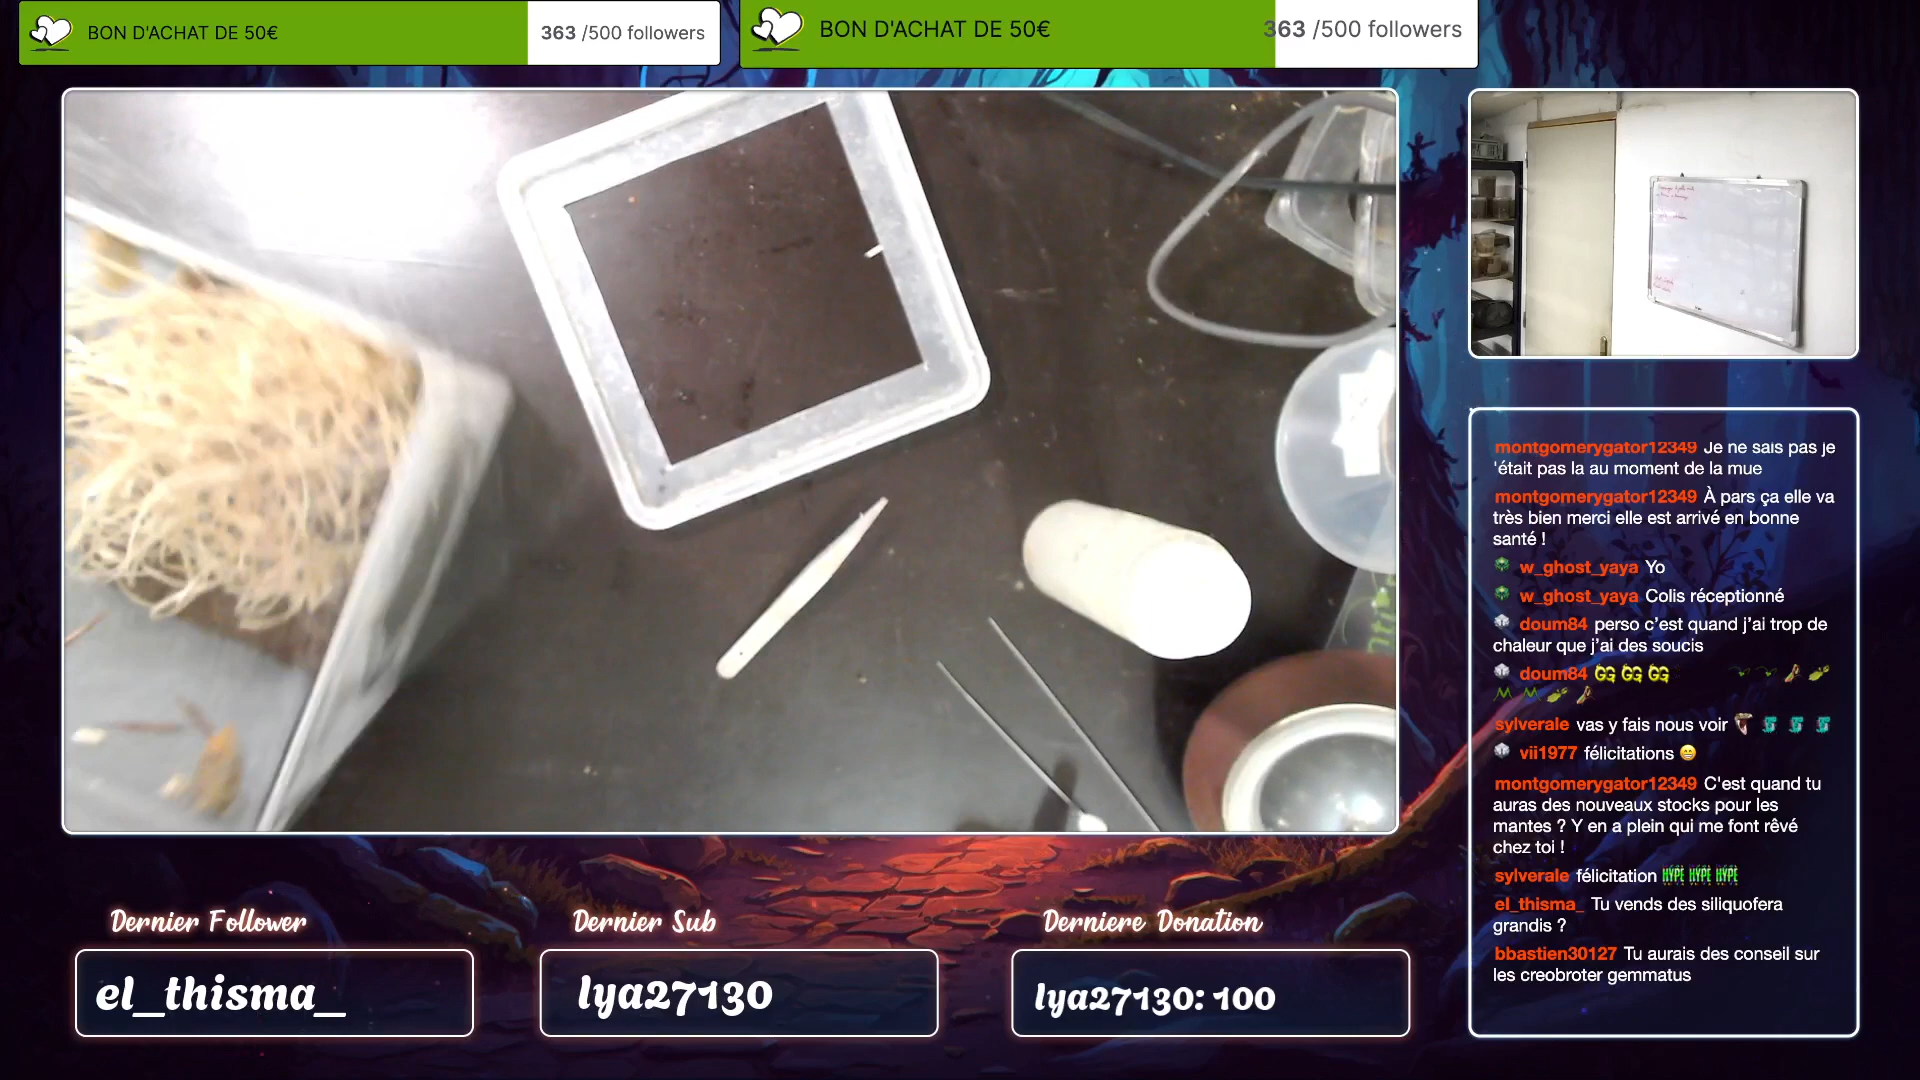 BON D'ACHAT DE 50€ 363 /500 followers
BON D'ACHAT DE 50€ 363 /500 followers
montgomerygator12349 Je ne sais pas je
'était pas la au moment de la mue
montgomerygator12349 À pars ça elle va
très bien merci elle est arrivé en bonne
santé !
w_ghost_yaya Yo
w_ghost_yaya Colis réceptionné
doum84 perso c’est quand j’ai trop de
chaleur que j’ai des soucis
doum84 GG GG GG
sylverale vas y fais nous voir
vii1977 félicitations 😁
montgomerygator12349 C'est quand tu
auras des nouveaux stocks pour les
mantes ? Y en a plein qui me font rêvé
chez toi !
sylverale félicitation HYPE HYPE HYPE
el_thisma_ Tu vends des siliquofera
grandis ?
bbastien30127 Tu aurais des conseil sur
les creobroter gemmatus
Dernier Follower
el_thisma_
Dernier Sub
lya27130
Derniere Donation
lya27130: 100